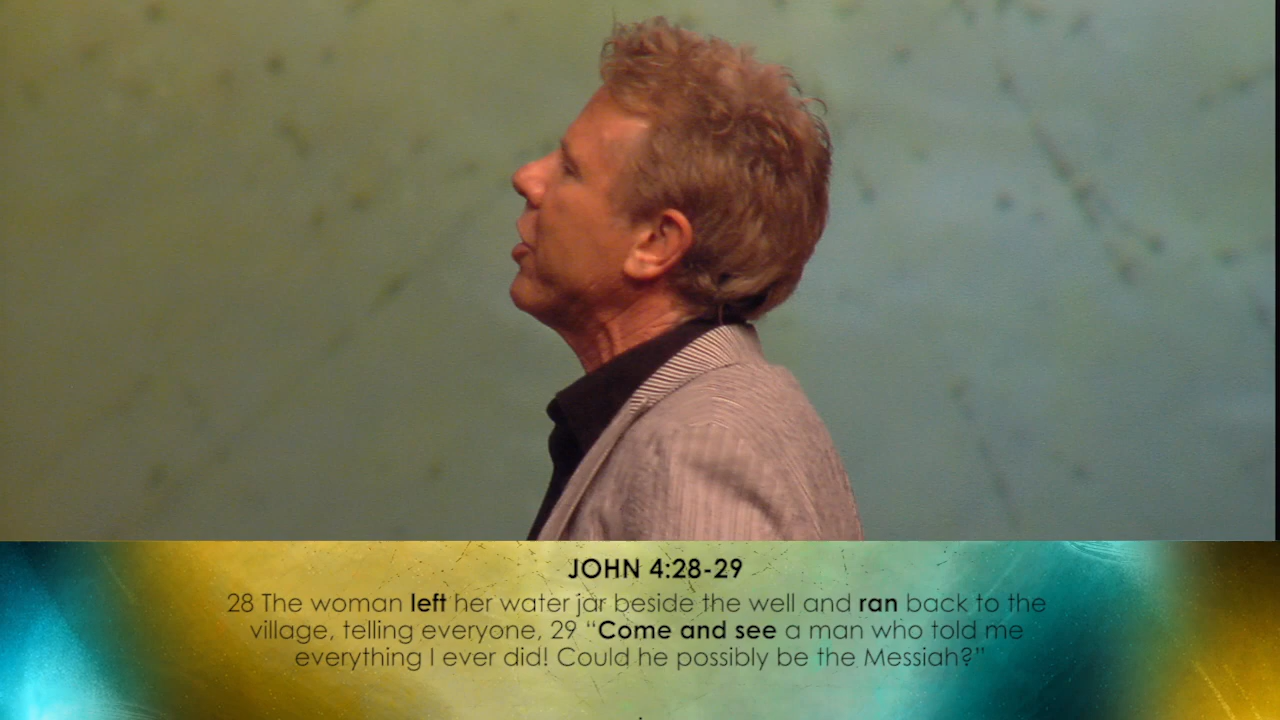 JOHN 4:28-29
28 The woman left her water jar beside the well and ran back to the
village, telling everyone, 29 “Come and see a man who told me
everything I ever did! Could he possibly be the Messiah?”